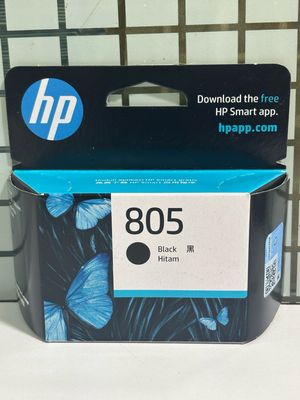 hp
Download the free
HP Smart app.
hpapp.com
805
Black 黑
Hitam